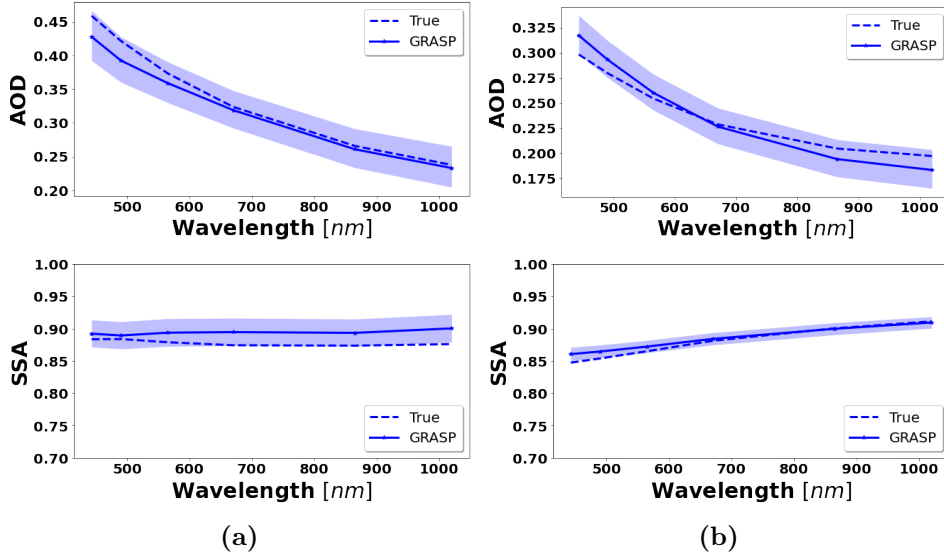 0.45
0.40
0.35
0.30
0.25
0.20
AOD
True
GRASP
500 600 700 800 900 1000
Wavelength [nm]
0.325
0.300
0.275
0.250
0.225
0.200
0.175
AOD
True
GRASP
500 600 700 800 900 1000
Wavelength [nm]
1.00
0.95
0.90
0.85
0.80
0.75
0.70
SSA
True
GRASP
500 600 700 800 900 1000
Wavelength [nm]
1.00
0.95
0.90
0.85
0.80
0.75
0.70
SSA
True
GRASP
500 600 700 800 900 1000
Wavelength [nm]
(a)
(b)